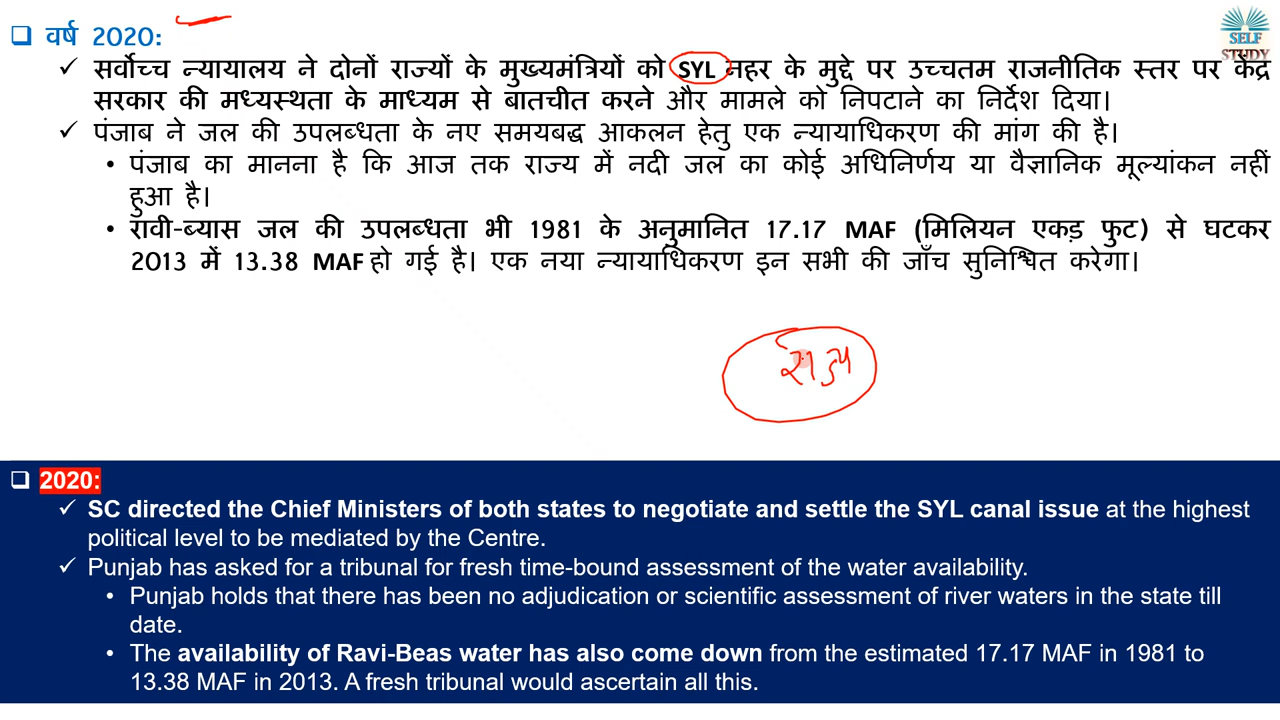 वर्ष 2020:
SELF
STUDY
सर्वोच्च न्यायालय ने दोनों राज्यों के मुख्यमंत्रियों को SYL नहर के मुद्दे पर उच्चतम राजनीतिक स्तर पर केंद्र
सरकार की मध्यस्थता के माध्यम से बातचीत करने और मामले को निपटाने का निर्देश दिया।
पंजाब ने जल की उपलब्धता के नए समयबद्ध आकलन हेतु एक न्यायाधिकरण की मांग की है।
पंजाब का मानना है कि आज तक राज्य में नदी जल का कोई अधिनिर्णय या वैज्ञानिक मूल्यांकन नहीं
हुआ है।
रावी-ब्यास जल की उपलब्धता भी 1981 के अनुमानित 17.17 MAF (मिलियन एकड़ फुट) से घटकर
2013 में 13.38 MAF हो गई है। एक नया न्यायाधिकरण इन सभी की जाँच सुनिश्चित करेगा।
राज्य
2020:
SC directed the Chief Ministers of both states to negotiate and settle the SYL canal issue at the highest
political level to be mediated by the Centre.
Punjab has asked for a tribunal for fresh time-bound assessment of the water availability.
Punjab holds that there has been no adjudication or scientific assessment of river waters in the state till
date.
The availability of Ravi-Beas water has also come down from the estimated 17.17 MAF in 1981 to
13.38 MAF in 2013. A fresh tribunal would ascertain all this.